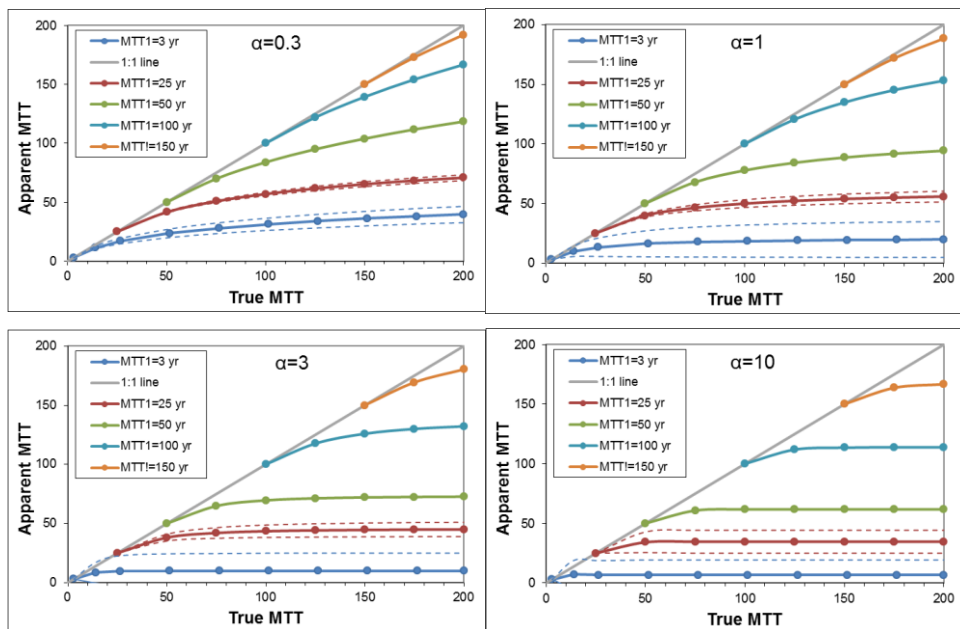 α=0.3
MTT1=3 yr
1:1 line
MTT1=25 yr
MTT1=50 yr
MTT1=100 yr
MTT!=150 yr
Apparent MTT
200
150
100
50
0
0 50 100 150 200
True MTT
α=1
MTT1=3 yr
1:1 line
MTT1=25 yr
MTT1=50 yr
MTT1=100 yr
MTT!=150 yr
Apparent MTT
200
150
100
50
0
0 50 100 150 200
True MTT
α=3
MTT1=3 yr
1:1 line
MTT1=25 yr
MTT1=50 yr
MTT1=100 yr
MTT!=150 yr
Apparent MTT
200
150
100
50
0
0 50 100 150 200
True MTT
α=10
MTT1=3 yr
1:1 line
MTT1=25 yr
MTT1=50 yr
MTT1=100 yr
MTT!=150 yr
Apparent MTT
200
150
100
50
0
0 50 100 150 200
True MTT